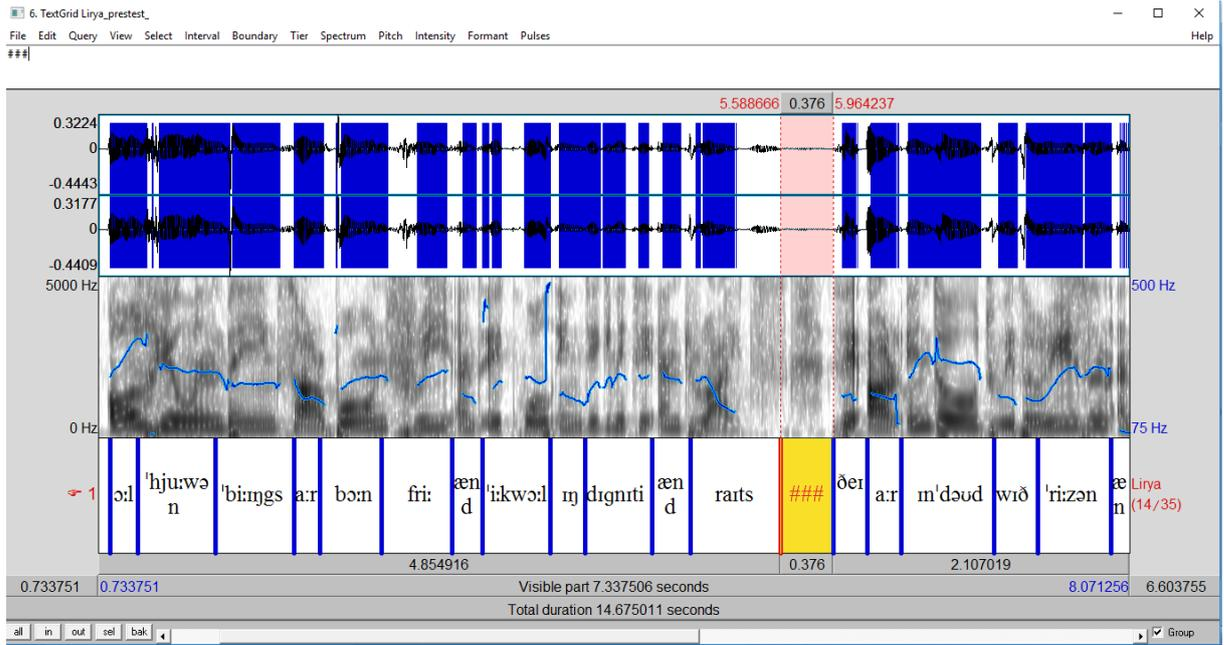 6. TextGrid Lirya_prestest_
File Edit Query View Select Interval Boundary Tier Spectrum Pitch Intensity Formant Pulses Help
###
5.588666 0.376 5.964237
0.3224
0
-0.4443
0.3177
0
-0.4409
5000 Hz 500 Hz
0 Hz 75 Hz
1 ɔːl ˈhjuːwən ˈbiːɪŋgs aːr bɔːn friː ænd ˈiːkwɔːl ɪŋ dɪgnɪti ænd raɪts ### ðeɪ aːr ɪnˈdəʊd wɪð ˈriːzən æn Lirya
(14/35)
4.854916 0.376 2.107019
0.733751 0.733751 Visible part 7.337506 seconds 8.071256 6.603755
Total duration 14.675011 seconds
all in out sel bak Group